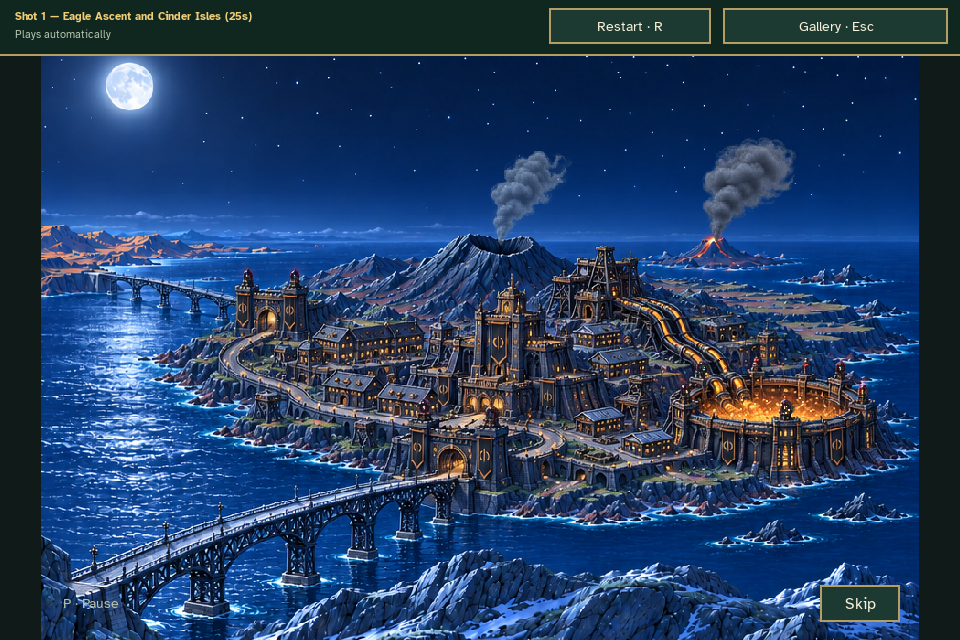 Shot 1 — Eagle Ascent and Cinder Isles (25s)
Plays automatically
Restart · R
Gallery · Esc
P · Pause
Skip